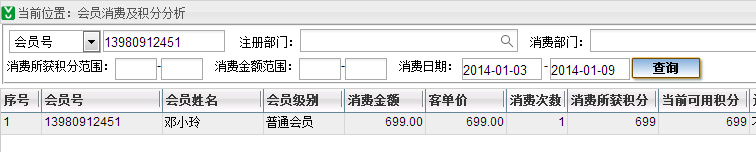 当前位置：会员消费及积分分析
会员号 13980912451 注册部门： 消费部门：
消费所获积分范围： - 消费金额范围： - 消费日期： 2014-01-03 - 2014-01-09 查询
序号 会员号 会员姓名 会员级别 消费金额 客单价 消费次数 消费所获积分 当前可用积分
1 13980912451 邓小玲 普通会员 699.00 699.00 1 699 699